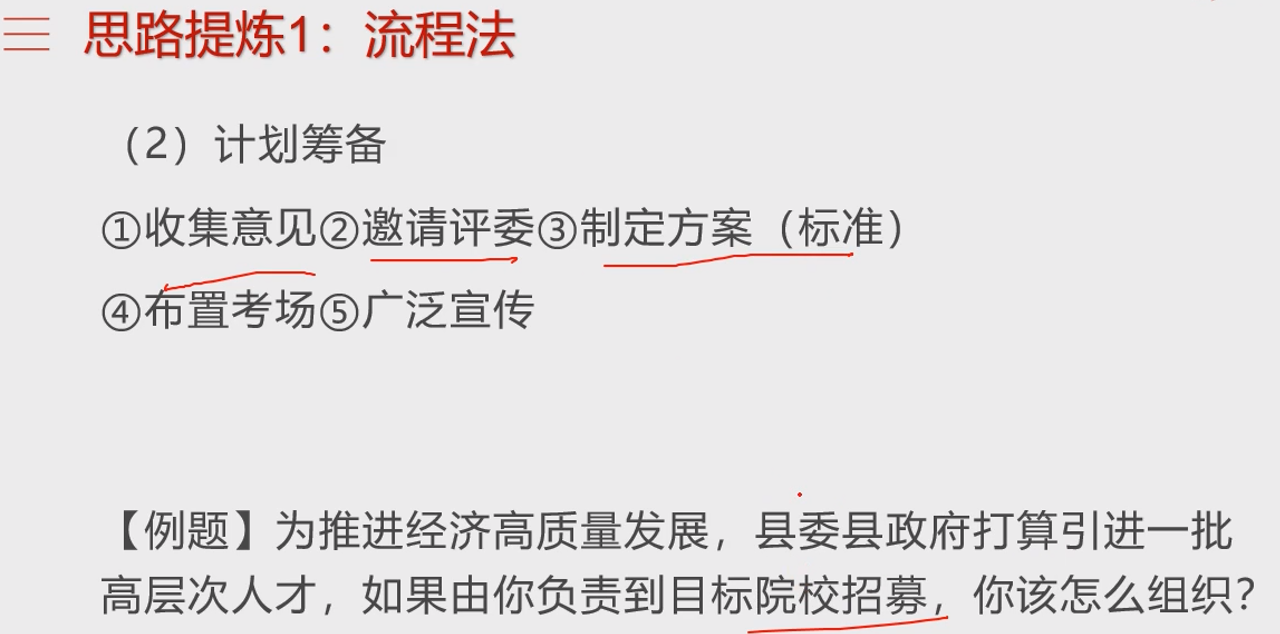 思路提炼1：流程法
（2）计划筹备
①收集意见②邀请评委③制定方案（标准）
④布置考场⑤广泛宣传
【例题】为推进经济高质量发展，县委县政府打算引进一批
高层次人才，如果由你负责到目标院校招募，你该怎么组织？